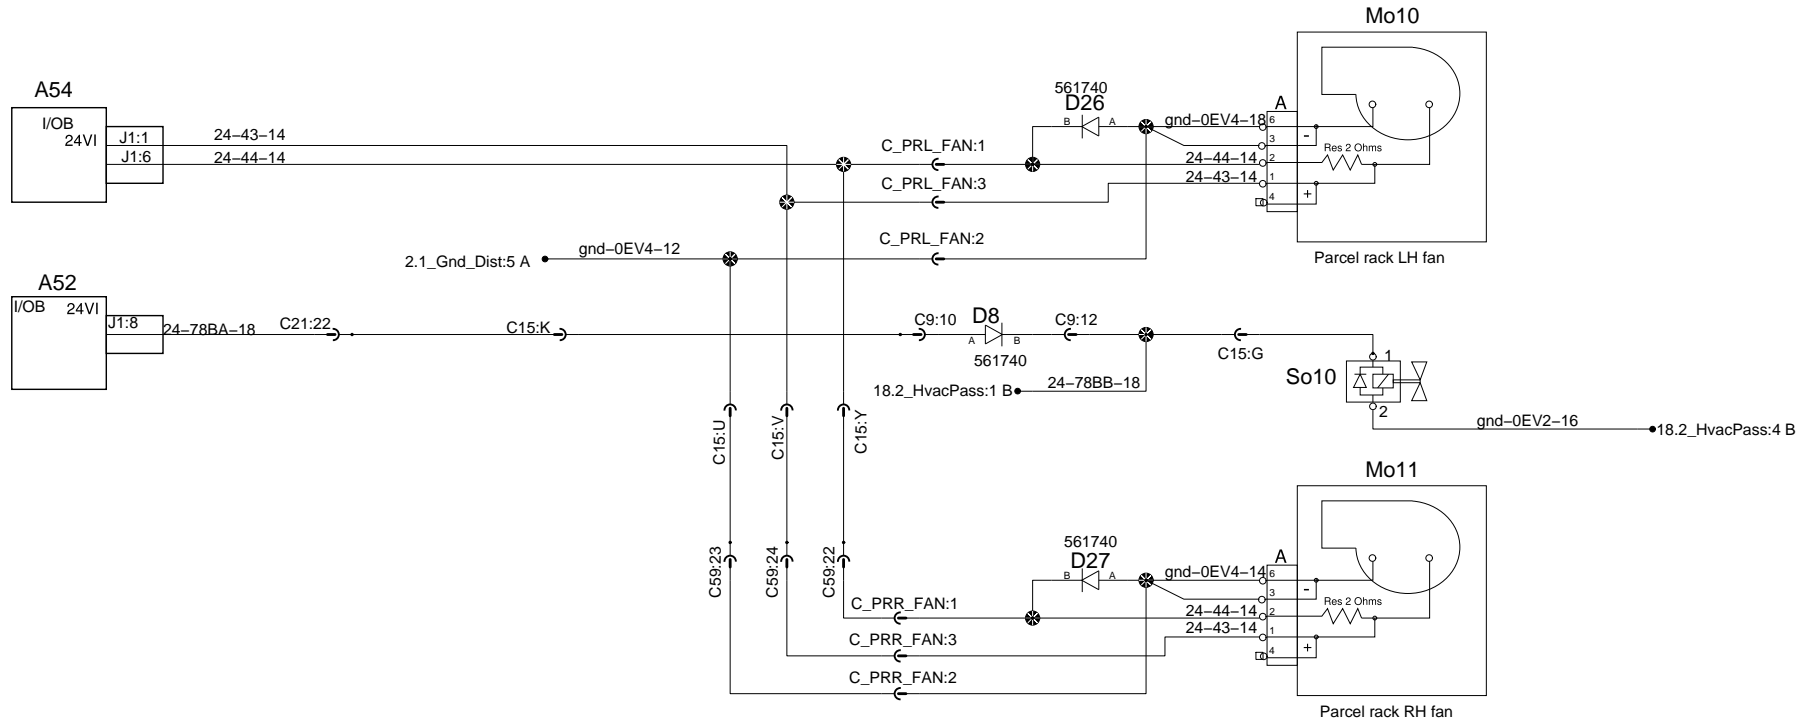 Mo10
A54
561740
D26
A
I/OB
24VI
J1:1
24-43-14
B
A
gnd-0EV4-18
6
3
-
J1:6
24-44-14
C_PRL_FAN:1
24-44-14
2
Res 2 Ohms
C_PRL_FAN:3
24-43-14
1
4
+
C_PRL_FAN:2
gnd-0EV4-12
2.1_Gnd_Dist:5 A
Parcel rack LH fan
A52
I/OB
24VI
J1:8
24-78BA-18
C21:22
C15:K
C9:10
D8
A
B
561740
C9:12
C15:G
1
So10
24-78BB-18
18.2_HvacPass:1 B
2
gnd-0EV2-16
18.2_HvacPass:4 B
C15:U
C15:V
C15:Y
Mo11
C59:23
C59:24
C59:22
561740
D27
A
B
A
gnd-0EV4-14
6
3
-
C_PRR_FAN:1
24-44-14
2
Res 2 Ohms
24-43-14
1
C_PRR_FAN:3
4
+
C_PRR_FAN:2
Parcel rack RH fan